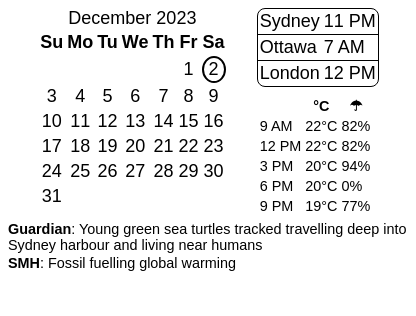 December 2023
Su Mo Tu We Th Fr Sa
1 2
3 4 5 6 7 8 9
10 11 12 13 14 15 16
17 18 19 20 21 22 23
24 25 26 27 28 29 30
31
Sydney 11 PM
Ottawa 7 AM
London 12 PM
°C ☂
9 AM 22°C 82%
12 PM 22°C 82%
3 PM 20°C 94%
6 PM 20°C 0%
9 PM 19°C 77%
Guardian: Young green sea turtles tracked travelling deep into
Sydney harbour and living near humans
SMH: Fossil fuelling global warming